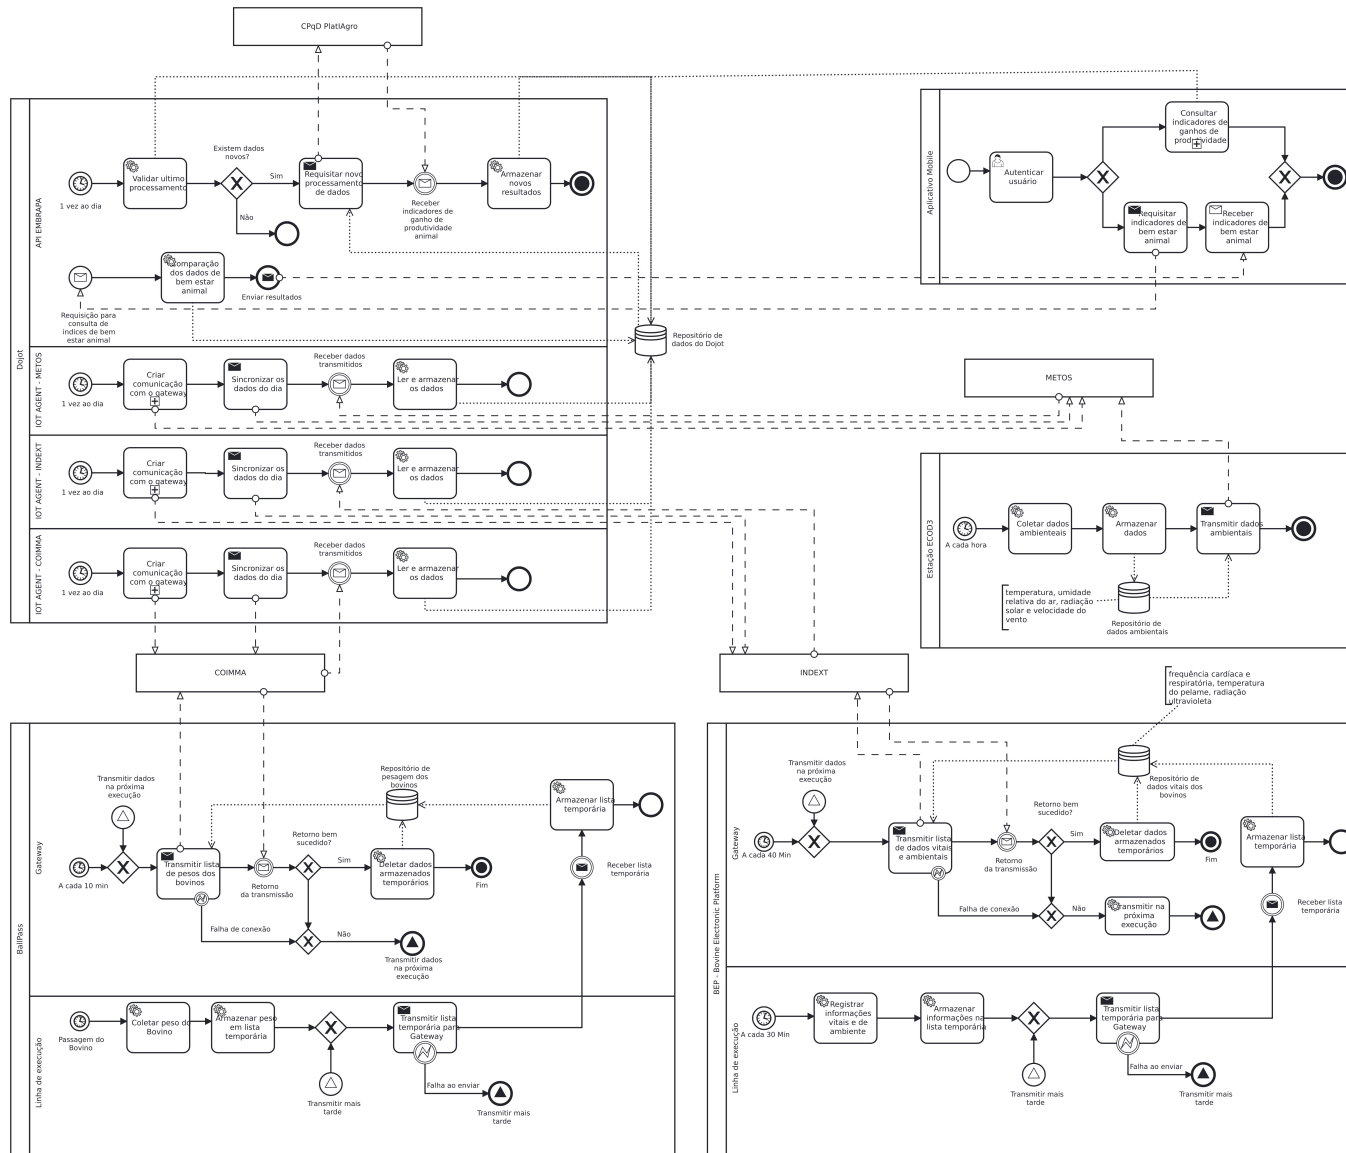 CPqD PlatIAgro
Dojot
API EMBRAPA
1 vez ao dia
Validar ultimo
processamento
Existem dados
novos?
Sim
Não
Requisitar novo
processamento
de dados
Receber
indicadores de
ganho de
produtividade
animal
Armazenar
novos
resultados
Requisição para
consulta de
indices de bem
estar animal
Comparação
dos dados de
bem estar
animal
Enviar resultados
Repositório de
dados do Dojot
IOT AGENT - METOS
1 vez ao dia
Criar
comunicação
com o gateway
Sincronizar os
dados do dia
Receber dados
transmitidos
Ler e armazenar
os dados
IOT AGENT - INDEXT
1 vez ao dia
Criar
comunicação
com o gateway
Sincronizar os
dados do dia
Receber dados
transmitidos
Ler e armazenar
os dados
IOT AGENT - COIMMA
1 vez ao dia
Criar
comunicação
com o gateway
Sincronizar os
dados do dia
Receber dados
transmitidos
Ler e armazenar
os dados
Aplicativo Mobile
Autenticar
usuário
Consultar
indicadores de
ganhos de
produtividade
Requisitar
indicadores de
bem estar
animal
Receber
indicadores de
bem estar
animal
METOS
Estação ECOD3
A cada hora
Coletar dados
ambienteais
Armazenar
dados
Transmitir dados
ambientais
temperatura, umidade
relativa do ar, radiação
solar e velocidade do
vento
Repositório de
dados ambientais
COIMMA
INDEXT
BallPass
Gateway
Transmitir dados
na próxima
execução
A cada 10 min
Transmitir lista
de pesos dos
bovinos
Retorno
da transmissão
Retorno bem
sucedido?
Sim
Não
Falha de conexão
Repositório de
pesagem dos
bovinos
Deletar dados
armazenados
temporários
Fim
Transmitir dados
na próxima
execução
Armazenar lista
temporária
Receber lista
temporária
Linha de execução
Passagem do
Bovino
Coletar peso do
Bovino
Armazenar peso
em lista
temporária
Transmitir mais
tarde
Transmitir lista
temporária para
Gateway
Falha ao enviar
Transmitir mais
tarde
BEP - Bovine Electronic Platform
Gateway
frequência cardíaca e
respiratória, temperatura
do pelame, radiação
ultravioleta
Transmitir dados
na próxima
execução
A cada 40 Min
Transmitir lista
de dados vitais
e ambientais
Retorno
da transmissão
Retorno bem
sucedido?
Sim
Não
Falha de conexão
Repositório de
dados vitais dos
bovinos
Deletar dados
armazenados
temporários
Fim
Transmitir na
próxima
execução
Armazenar lista
temporária
Receber lista
temporária
Linha de execução
A cada 30 Min
Registrar
informações
vitais e de
ambiente
Armazenar
informações na
lista temporária
Transmitir mais
tarde
Transmitir lista
temporária para
Gateway
Falha ao enviar
Transmitir mais
tarde